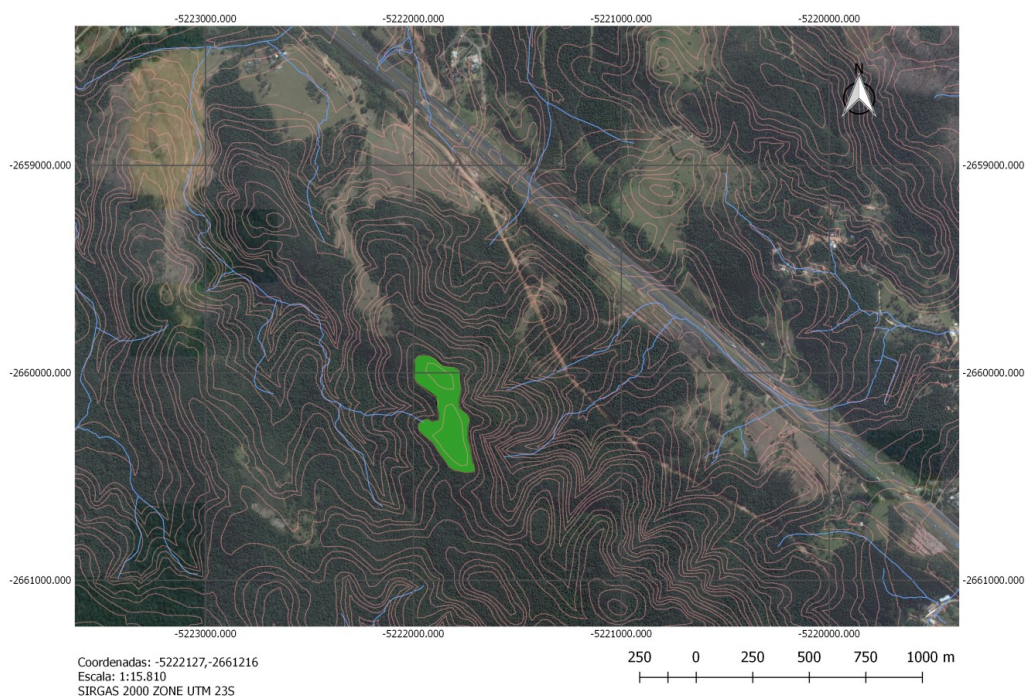 -5223000.000 -5222000.000 -5221000.000 -5220000.000
N
-2659000.000 -2659000.000
-2660000.000 -2660000.000
-2661000.000 -2661000.000
-5223000.000 -5222000.000 -5221000.000 -5220000.000
Coordenadas: -5222127,-2661216
Escala: 1:15.810
SIRGAS 2000 ZONE UTM 23S
250 0 250 500 750 1000 m